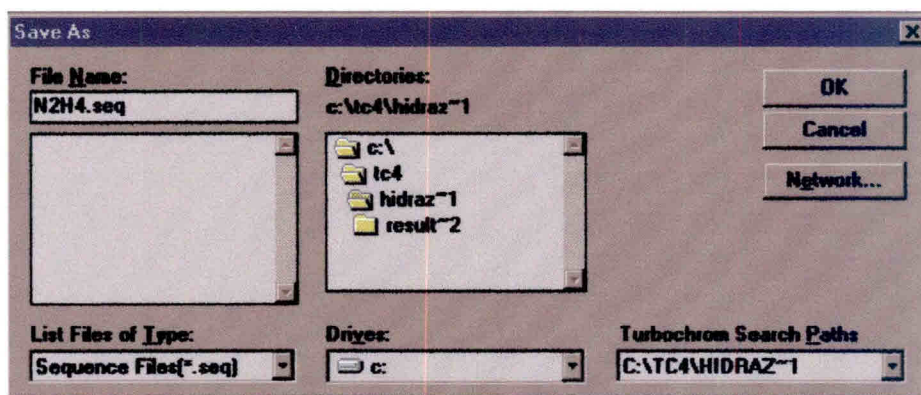 Save As
File Name:
N2H4.seq
Directories:
c:\tc4\hidraz~1
c:\
tc4
hidraz~1
result~2
OK
Cancel
Network...
List Files of Type:
Sequence Files(*.seq)
Drives:
c:
Turbochrom Search Paths
C:\TC4\HIDRAZ~1